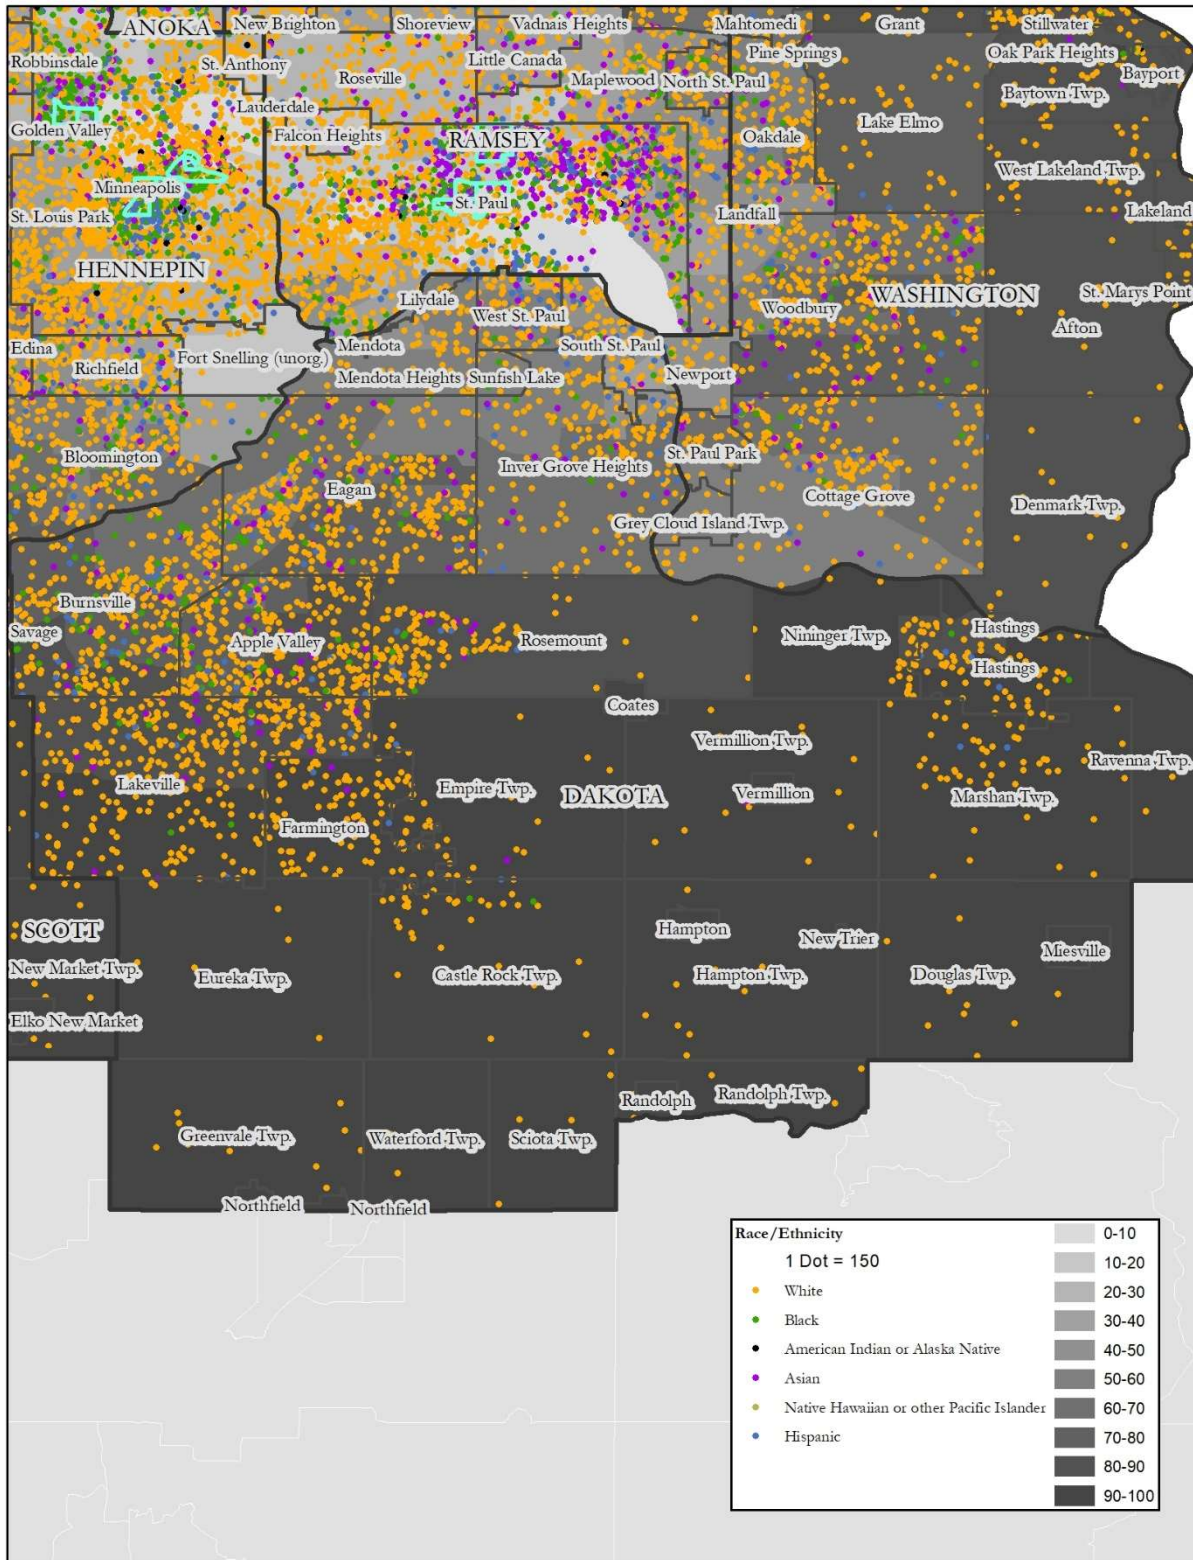 ANOKA
New Brighton
Shoreview
Vadnais Heights
Mahtomedi
Grant
Stillwater
Robbinsdale
St. Anthony
Roseville
Little Canada
Maplewood
North St. Paul
Pine Springs
Oak Park Heights
Bayport
Baytown Twp.
Golden Valley
Lauderdale
Falcon Heights
RAMSEY
Oakdale
Lake Elmo
Minneapolis
St. Paul
West Lakeland Twp.
St. Louis Park
Landfall
Lakeland
HENNEPIN
Lilydale
West St. Paul
Woodbury
WASHINGTON
St. Marys Point
Afton
Edina
Richfield
Fort Snelling (unorg.)
Mendota
South St. Paul
Mendota Heights
Sunfish Lake
Newport
Bloomington
Eagan
Inver Grove Heights
St. Paul Park
Cottage Grove
Denmark Twp.
Grey Cloud Island Twp.
Burnsville
Savage
Apple Valley
Rosemount
Nininger Twp.
Hastings
Hastings
Coates
Vermillion Twp.
Ravenna Twp.
Lakeville
Empire Twp.
DAKOTA
Vermillion
Marshan Twp.
Farmington
SCOTT
Hampton
New Trier
Miesville
New Market Twp.
Eureka Twp.
Castle Rock Twp.
Hampton Twp.
Douglas Twp.
Elko New Market
Randolph
Randolph Twp.
Greenvale Twp.
Waterford Twp.
Sciota Twp.
Northfield
Northfield
Race/Ethnicity
1 Dot = 150
White
Black
American Indian or Alaska Native
Asian
Native Hawaiian or other Pacific Islander
Hispanic
0-10
10-20
20-30
30-40
40-50
50-60
60-70
70-80
80-90
90-100